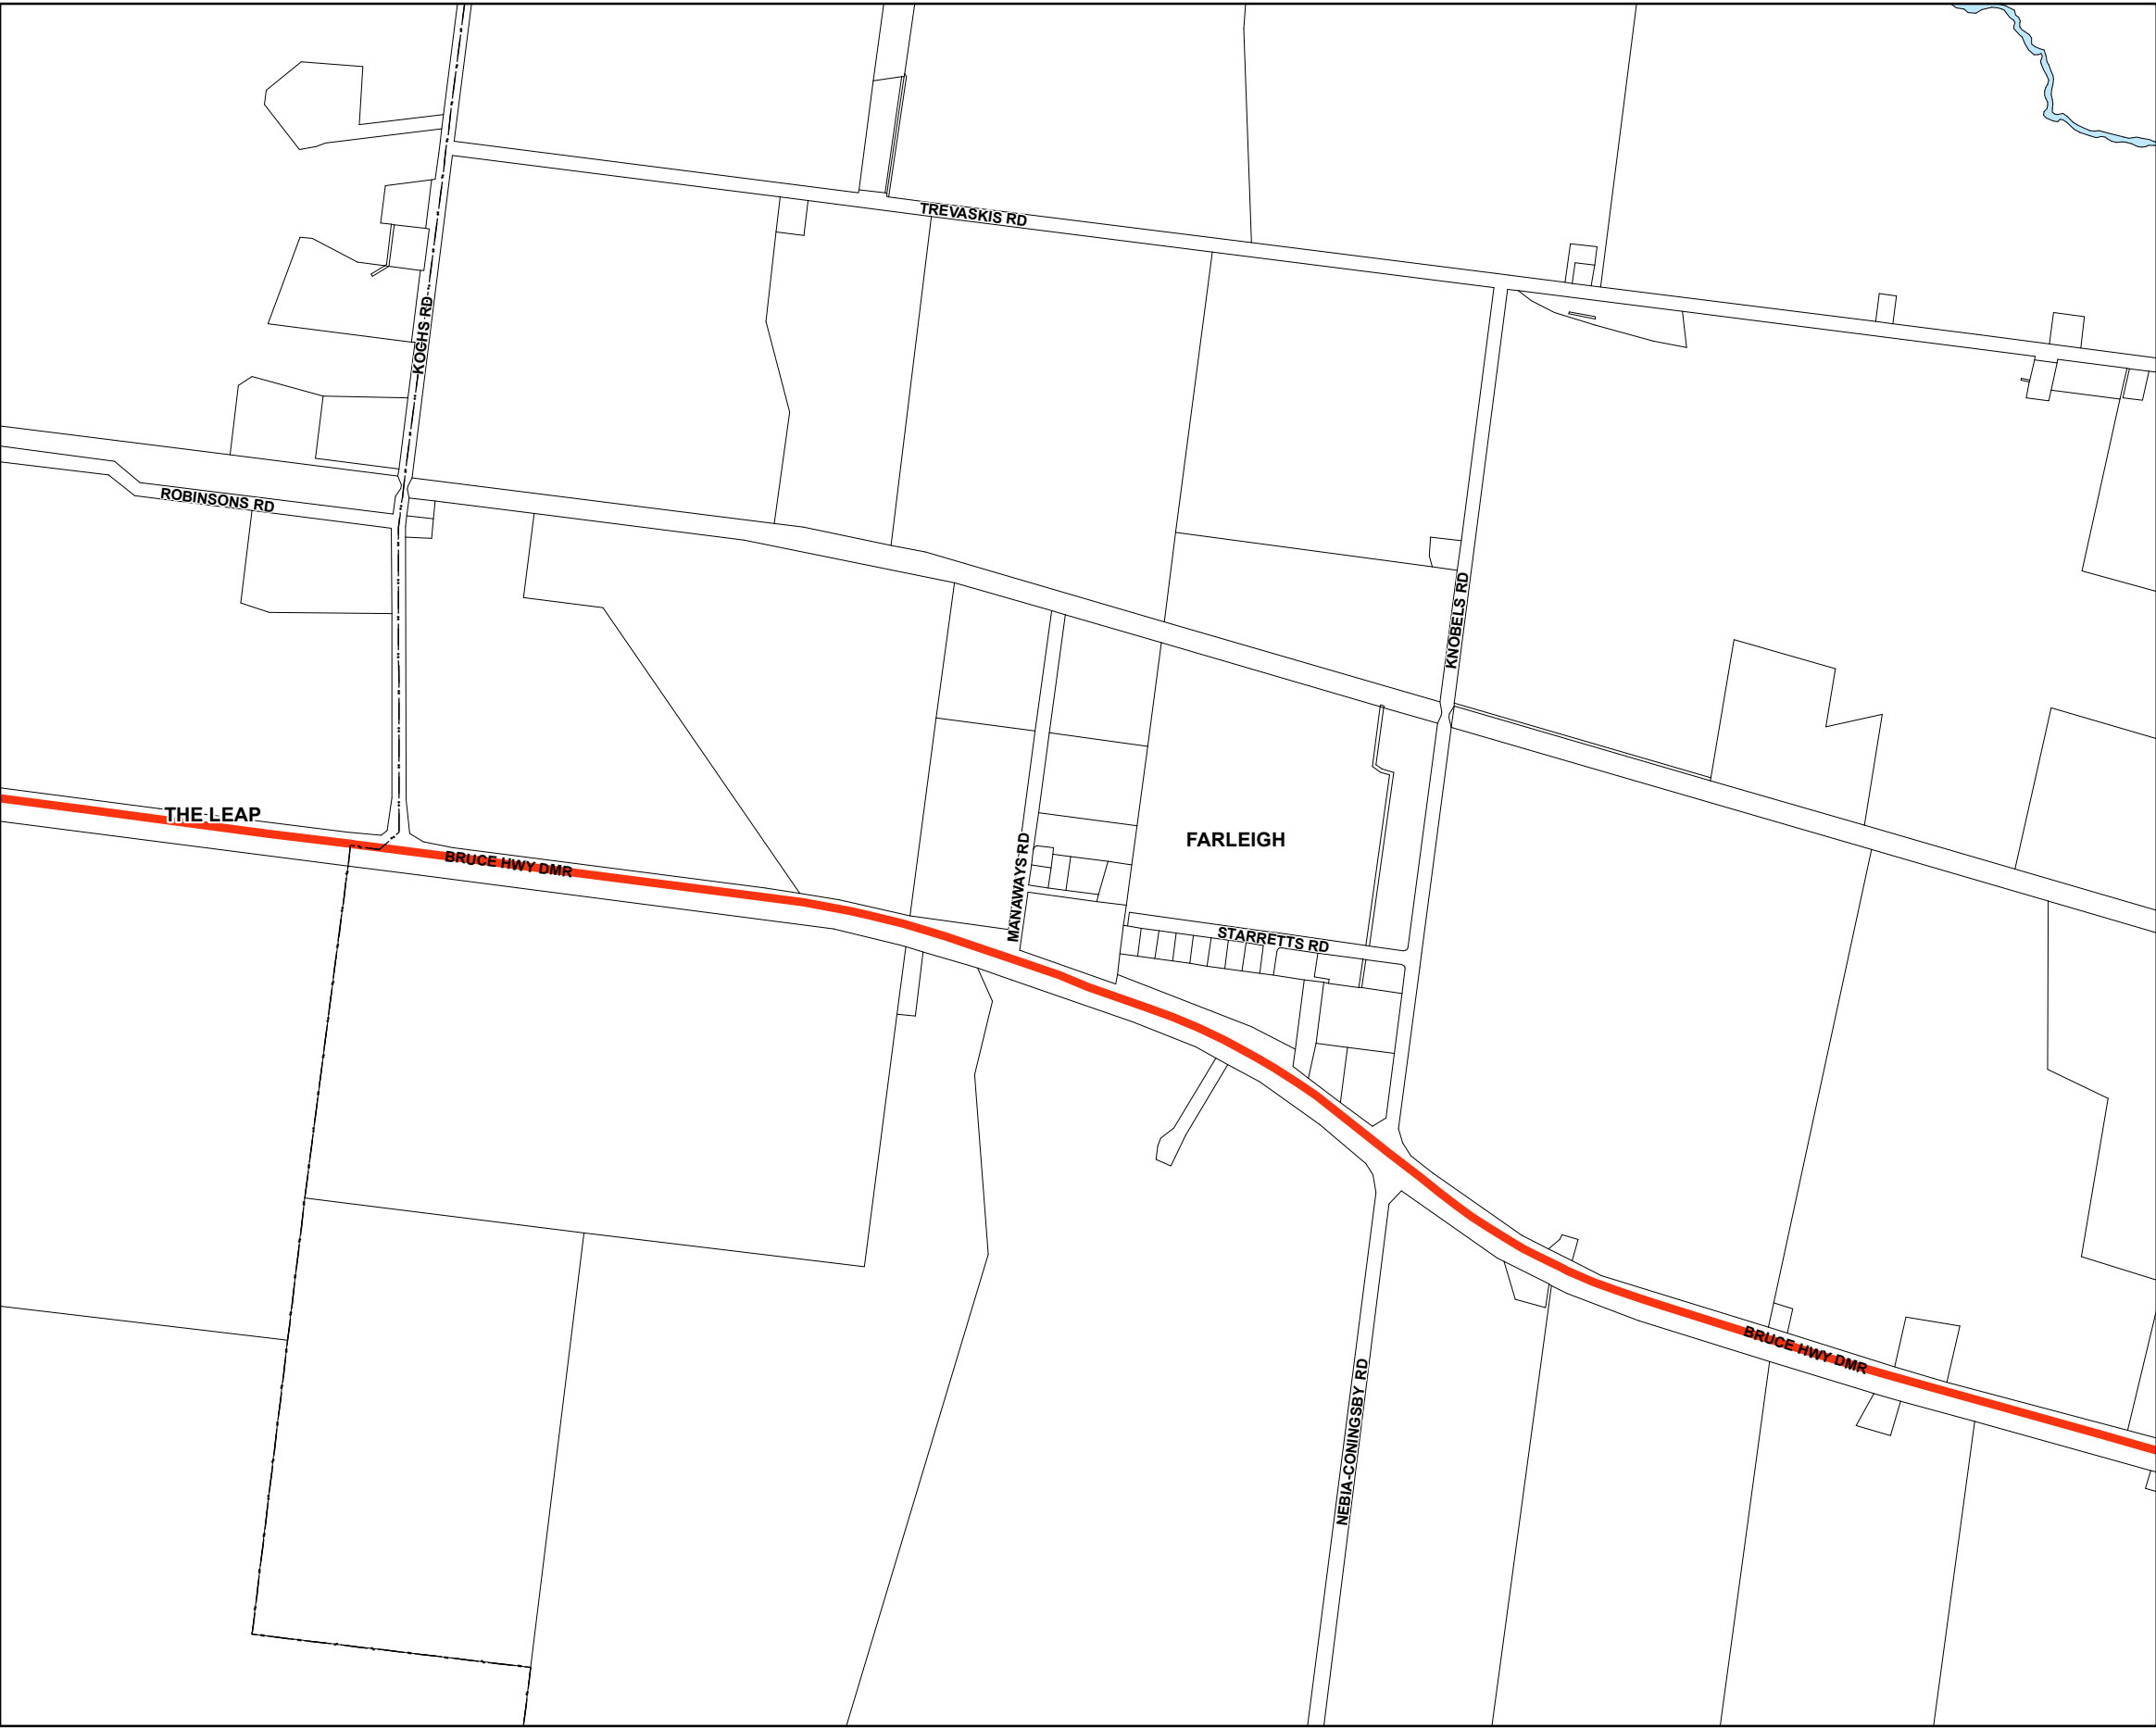 TREVASKIS RD
KOCHS RD
ROBINSONS RD
KNOBELS RD
THE LEAP
BRUCE HWY DMR
MANAWAYS RD
FARLEIGH
STARRETTS RD
BRUCE HWY DMR
NEBIA-CONINGSBY RD